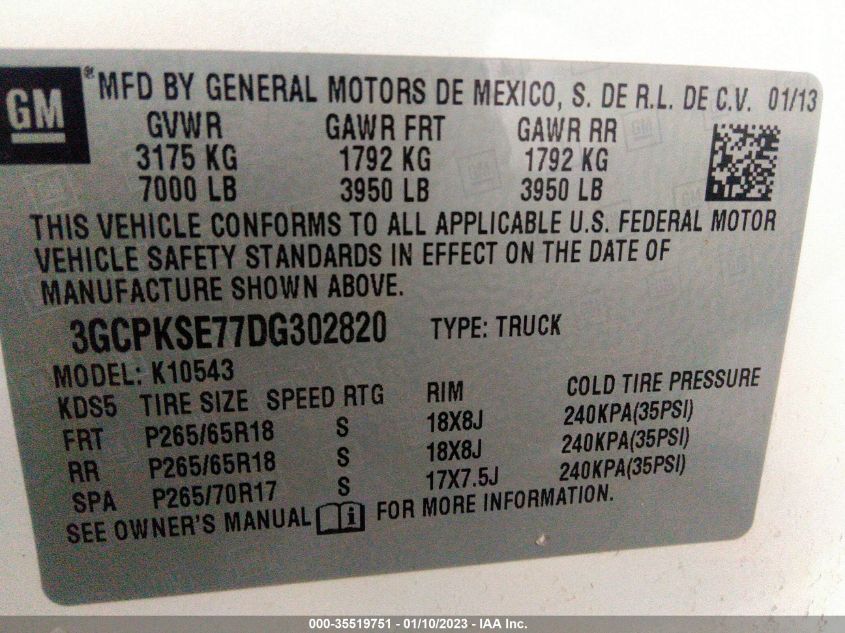 GM
® MFD BY GENERAL MOTORS DE MEXICO, S. DE R.L. DE C.V. 01/13
GVWR GAWR FRT GAWR RR
3175 KG 1792 KG 1792 KG
7000 LB 3950 LB 3950 LB
THIS VEHICLE CONFORMS TO ALL APPLICABLE U.S. FEDERAL MOTOR
VEHICLE SAFETY STANDARDS IN EFFECT ON THE DATE OF
MANUFACTURE SHOWN ABOVE.
3GCPKSE77DG302820 TYPE: TRUCK
MODEL: K10543
KDS5 TIRE SIZE SPEED RTG RIM COLD TIRE PRESSURE
FRT P265/65R18 S 18X8J 240KPA(35PSI)
RR P265/65R18 S 18X8J 240KPA(35PSI)
SPA P265/70R17 S 17X7.5J 240KPA(35PSI)
SEE OWNER'S MANUAL i FOR MORE INFORMATION.
000-35519751 - 01/10/2023 - IAA Inc.